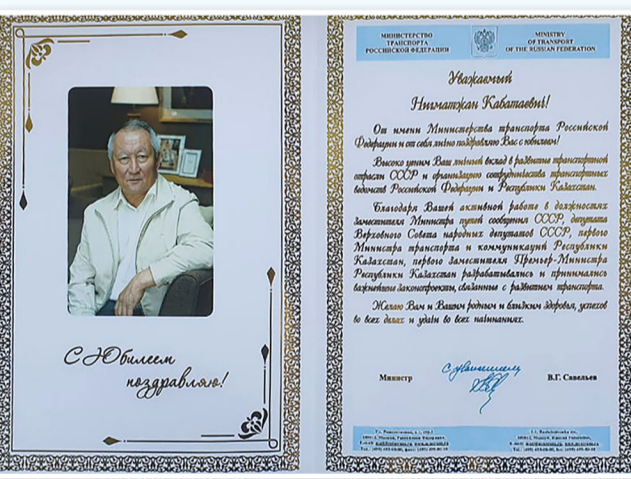 С Юбилеем
поздравляю!
МИНИСТЕРСТВО
ТРАНСПОРТА
РОССИЙСКОЙ ФЕДЕРАЦИИ
MINISTRY
OF TRANSPORT
OF THE RUSSIAN FEDERATION
Уважаемый
Нигматжан Кабатаевич!
От имени Министерства транспорта Российской
Федерации и от себя лично поздравляю Вас с юбилеем!
Высоко ценим Ваш личный вклад в развитие транспортной
отрасли СССР и организацию сотрудничества транспортных
ведомств Российской Федерации и Республики Казахстан.
Благодаря Вашей активной работе в должностях
Заместителя Министра путей сообщения СССР, депутата
Верховного Совета народных депутатов СССР, первого
Министра транспорта и коммуникаций Республики
Казахстан, первого Заместителя Премьер-Министра
Республики Казахстан разрабатывались и принимались
важнейшие законопроекты, связанные с развитием транспорта.
Желаю Вам и Вашим родным и близким здоровья, успехов
во всех делах и удачи во всех начинаниях.
С уважением
Министр
В.Г. Савельев